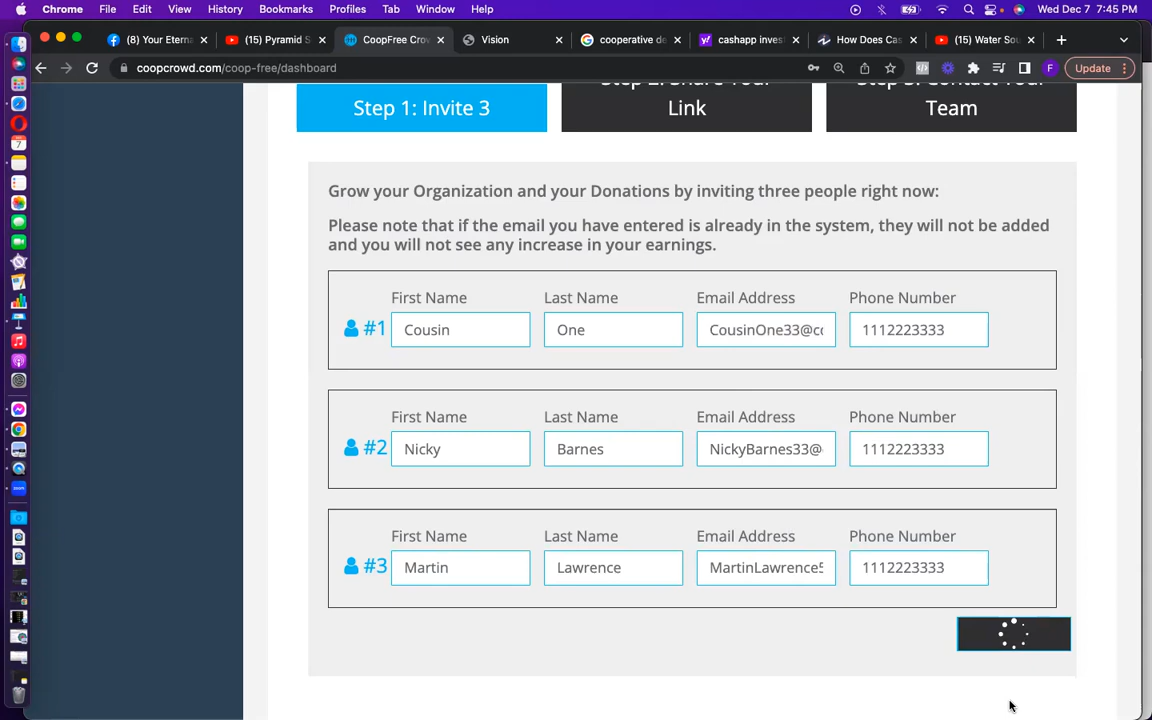 Chrome File Edit View History Bookmarks Profiles Tab Window Help Wed Dec 7 7:45 PM
(8) Your Eterna (15) Pyramid S CoopFree Crow Vision cooperative de cashapp inves How Does Cas (15) Water Sou
coopcrowd.com/coop-free/dashboard F Update
Step 1: Invite 3
Link
Team
Grow your Organization and your Donations by inviting three people right now:
Please note that if the email you have entered is already in the system, they will not be added
and you will not see any increase in your earnings.
First Name Last Name Email Address Phone Number
#1 Cousin One CousinOne33@co 1112223333
First Name Last Name Email Address Phone Number
#2 Nicky Barnes NickyBarnes33@ 1112223333
First Name Last Name Email Address Phone Number
#3 Martin Lawrence MartinLawrence5 1112223333